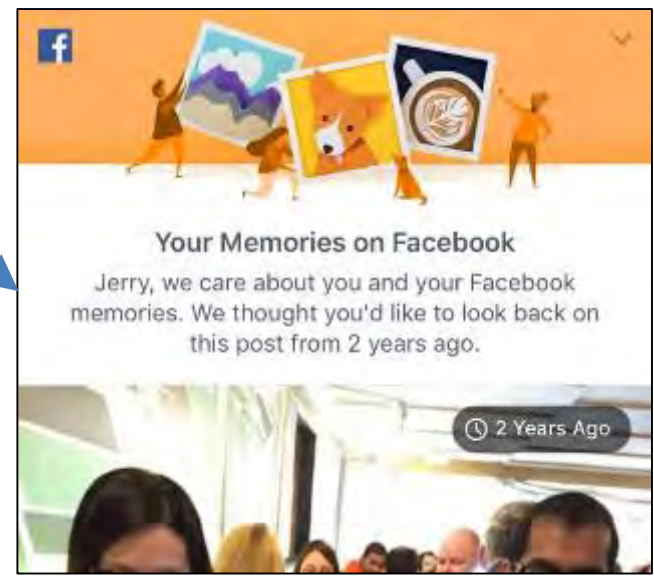 f
Your Memories on Facebook
Jerry, we care about you and your Facebook
memories. We thought you'd like to look back on
this post from 2 years ago.
2 Years Ago